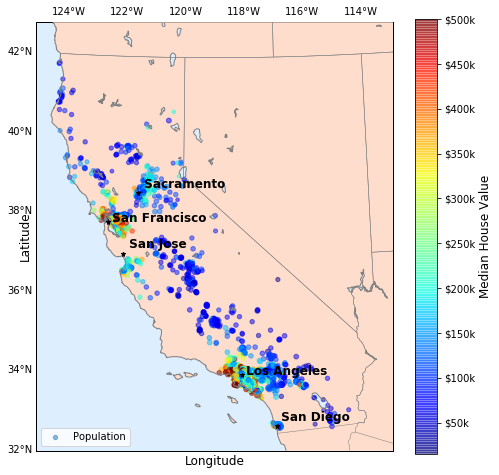 124°W 122°W 120°W 118°W 116°W 114°W
$500k
42°N
$450k
40°N
$400k
$350k
Sacramento
$300k
38°N
San Francisco
Latitude
San Jose
$250k
Median House Value
36°N
$200k
$150k
34°N
Los Angeles
$100k
San Diego
$50k
Population
32°N
Longitude